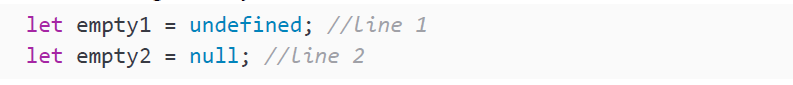 let empty1 = undefined; //line 1
let empty2 = null; //line 2